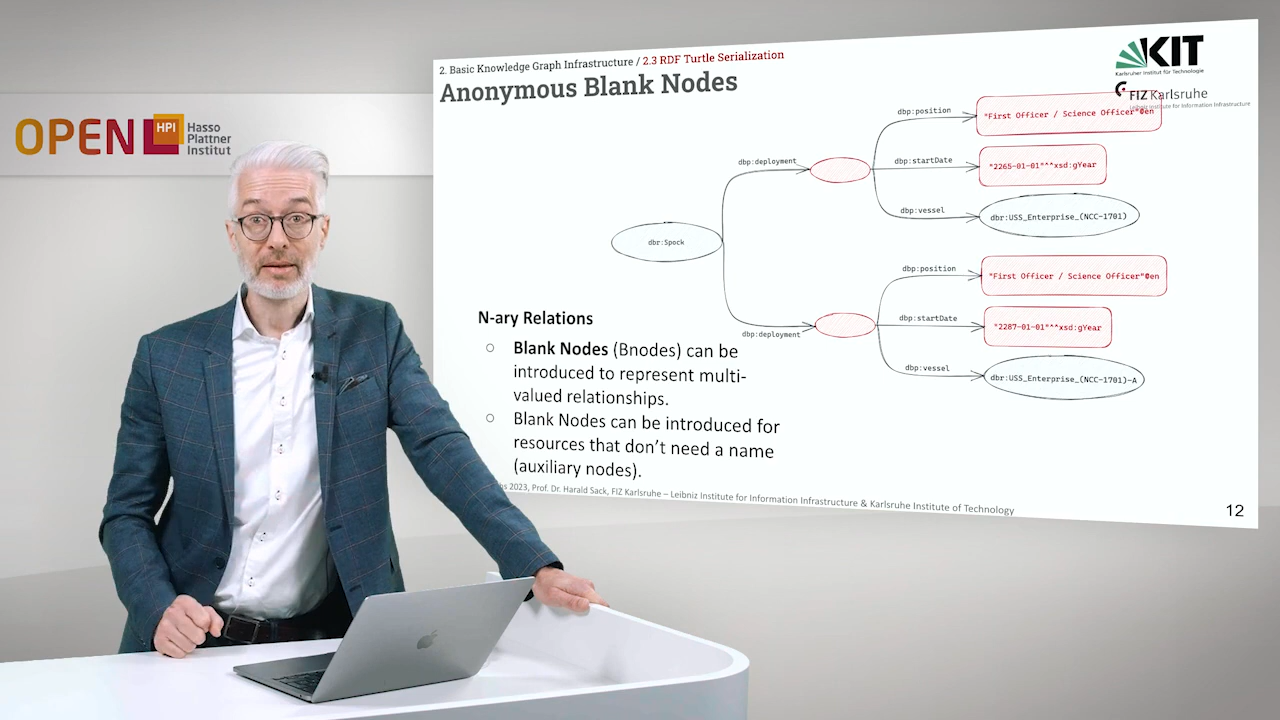 OPEN HPI Hasso
Plattner
Institut
2. Basic Knowledge Graph Infrastructure / 2.3 RDF Turtle Serialization
Anonymous Blank Nodes
KIT
Karlsruher Institut für Technologie
FIZ Karlsruhe
Leibniz Institute for Information Infrastructure
dbp:position
"First Officer / Science Officer"@en
dbp:deployment
dbp:startDate
"2265-01-01"^^xsd:gYear
dbp:vessel
dbr:USS_Enterprise_(NCC-1701)
dbr:Spock
dbp:position
"First Officer / Science Officer"@en
dbp:startDate
"2287-01-01"^^xsd:gYear
dbp:deployment
dbp:vessel
dbr:USS_Enterprise_(NCC-1701)-A
N-ary Relations
○ Blank Nodes (Bnodes) can be
introduced to represent multi-
valued relationships.
○ Blank Nodes can be introduced for
resources that don't need a name
(auxiliary nodes).
2023, Prof. Dr. Harald Sack, FIZ Karlsruhe – Leibniz Institute for Information Infrastructure & Karlsruhe Institute of Technology
12